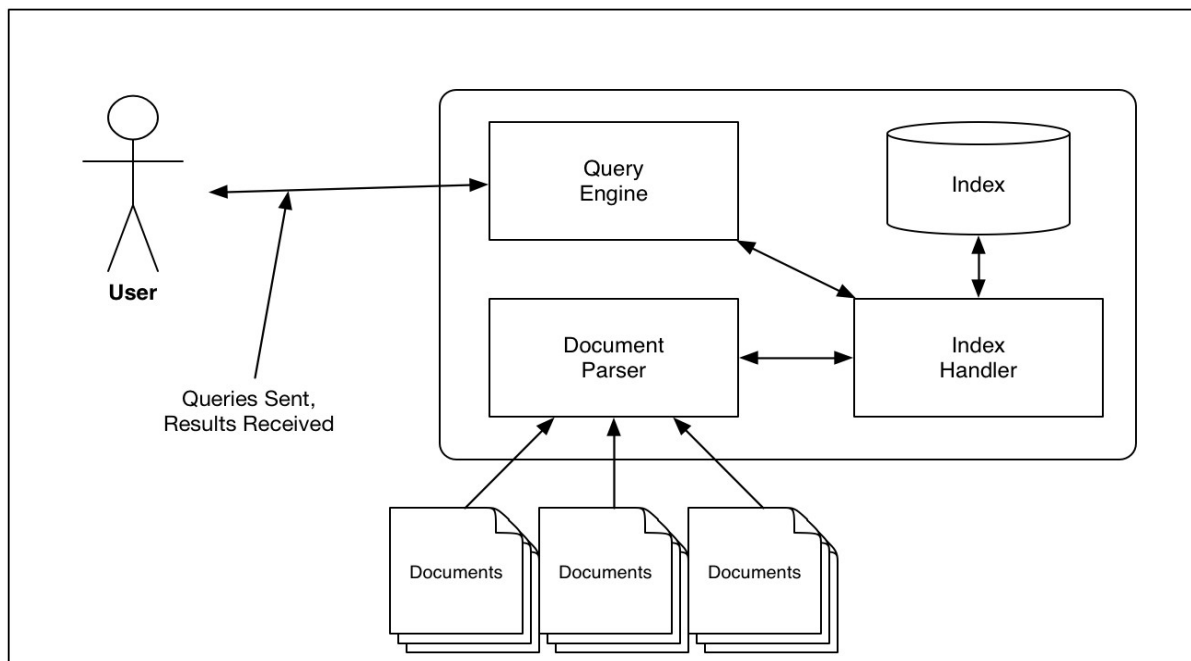 Query
Engine
Index
User
Document
Parser
Index
Handler
Queries Sent,
Results Received
Documents
Documents
Documents